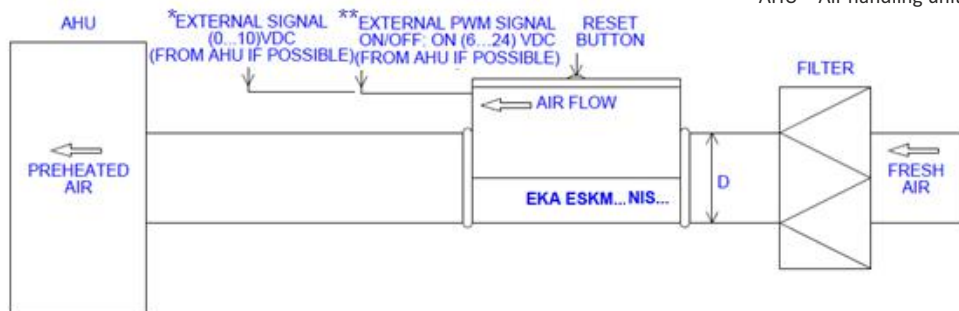 AHU - Air handling unit
AHU
*EXTERNAL SIGNAL
(0...10)VDC
(FROM AHU IF POSSIBLE)
**EXTERNAL PWM SIGNAL
ON/OFF: ON (6...24) VDC
(FROM AHU IF POSSIBLE)
RESET
BUTTON
FILTER
AIR FLOW
PREHEATED
AIR
D
FRESH
AIR
EKA ESKM...NIS...